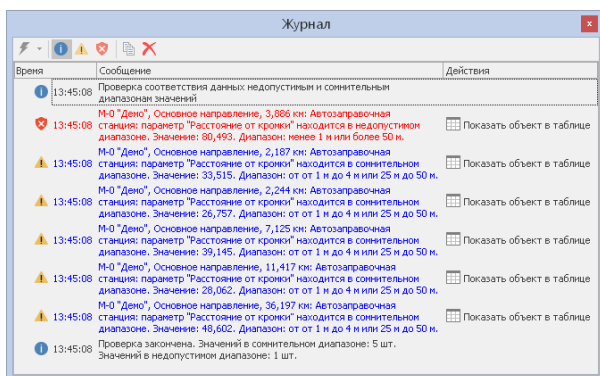 Журнал
Время Сообщение Действия
13:45:08 Проверка соответствия данных недопустимым и сомнительным
диапазонам значений
М-0 "Демо", Основное направление, 3,886 км: Автозаправочная
13:45:08 станция: параметр "Расстояние от кромки" находится в недопустимом Показать объект в таблице
диапазоне. Значение: 80,493. Диапазон: менее 1 м или более 50 м.
М-0 "Демо", Основное направление, 2,187 км: Автозаправочная
13:45:08 станция: параметр "Расстояние от кромки" находится в сомнительном Показать объект в таблице
диапазоне. Значение: 33,515. Диапазон: от от 1 м до 4 м или 25 м до 50 м.
М-0 "Демо", Основное направление, 2,244 км: Автозаправочная
13:45:08 станция: параметр "Расстояние от кромки" находится в сомнительном Показать объект в таблице
диапазоне. Значение: 26,757. Диапазон: от от 1 м до 4 м или 25 м до 50 м.
М-0 "Демо", Основное направление, 7,125 км: Автозаправочная
13:45:08 станция: параметр "Расстояние от кромки" находится в сомнительном Показать объект в таблице
диапазоне. Значение: 39,145. Диапазон: от от 1 м до 4 м или 25 м до 50 м.
М-0 "Демо", Основное направление, 11,417 км: Автозаправочная
13:45:08 станция: параметр "Расстояние от кромки" находится в сомнительном Показать объект в таблице
диапазоне. Значение: 28,062. Диапазон: от от 1 м до 4 м или 25 м до 50 м.
М-0 "Демо", Основное направление, 36,197 км: Автозаправочная
13:45:08 станция: параметр "Расстояние от кромки" находится в сомнительном Показать объект в таблице
диапазоне. Значение: 48,602. Диапазон: от от 1 м до 4 м или 25 м до 50 м.
13:45:08 Проверка закончена. Значений в сомнительном диапазоне: 5 шт.
Значений в недопустимом диапазоне: 1 шт.